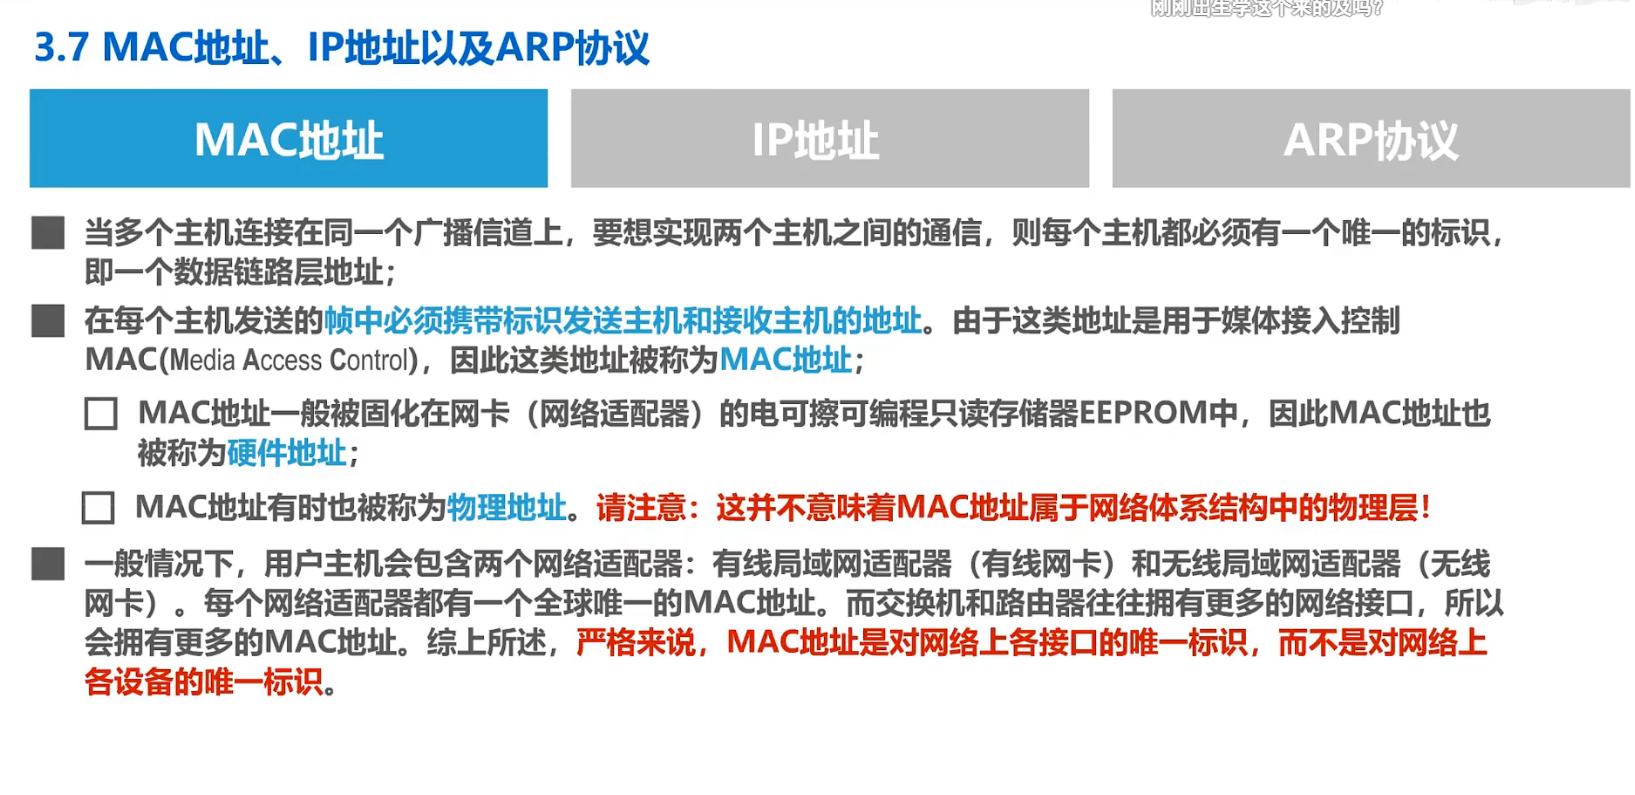 刚刚出生学这个来的及吗?
3.7 MAC地址、IP地址以及ARP协议
MAC地址
IP地址
ARP协议
当多个主机连接在同一个广播信道上，要想实现两个主机之间的通信，则每个主机都必须有一个唯一的标识，
即一个数据链路层地址；
在每个主机发送的帧中必须携带标识发送主机和接收主机的地址。由于这类地址是用于媒体接入控制
MAC(Media Access Control)，因此这类地址被称为MAC地址；
MAC地址一般被固化在网卡（网络适配器）的电可擦可编程只读存储器EEPROM中，因此MAC地址也
被称为硬件地址；
MAC地址有时也被称为物理地址。请注意：这并不意味着MAC地址属于网络体系结构中的物理层！
一般情况下，用户主机会包含两个网络适配器：有线局域网适配器（有线网卡）和无线局域网适配器（无线
网卡）。每个网络适配器都有一个全球唯一的MAC地址。而交换机和路由器往往拥有更多的网络接口，所以
会拥有更多的MAC地址。综上所述，严格来说，MAC地址是对网络上各接口的唯一标识，而不是对网络上
各设备的唯一标识。